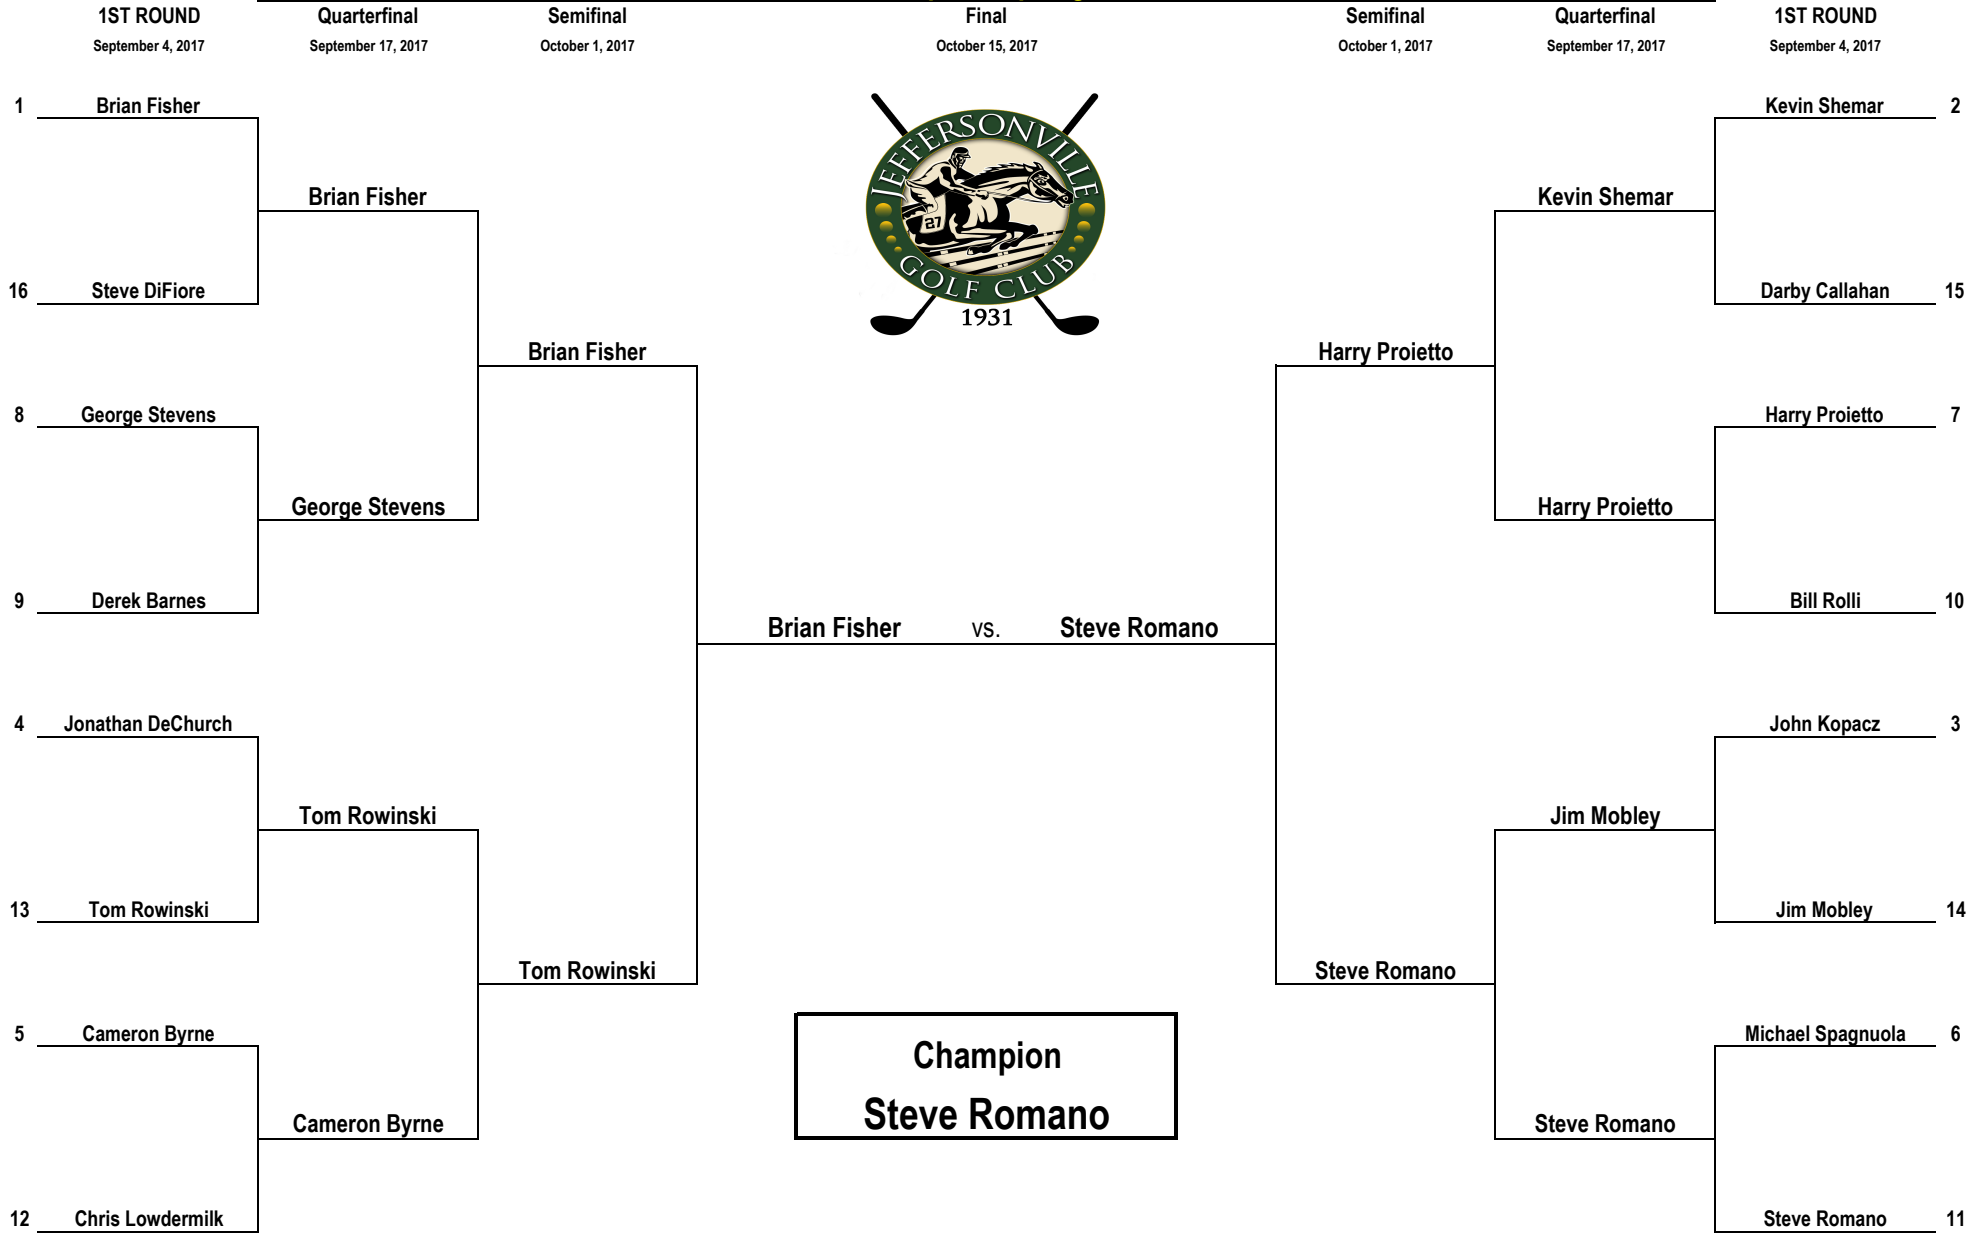 1ST ROUND Quarterfinal Semifinal Final Semifinal Quarterfinal 1ST ROUND
September 4, 2017 September 17, 2017 October 1, 2017 October 15, 2017 October 1, 2017 September 17, 2017 September 4, 2017
1 Brian Fisher Kevin Shemar 2
JEFFERSONVILLE
27
GOLF CLUB
1931
Brian Fisher Kevin Shemar
16 Steve DiFiore Darby Callahan 15
Brian Fisher Harry Proietto
8 George Stevens Harry Proietto 7
George Stevens Harry Proietto
9 Derek Barnes Bill Rolli 10
Brian Fisher vs. Steve Romano
4 Jonathan DeChurch John Kopacz 3
Tom Rowinski Jim Mobley
13 Tom Rowinski Jim Mobley 14
Tom Rowinski Steve Romano
5 Cameron Byrne Michael Spagnuola 6
Champion
Steve Romano
Cameron Byrne Steve Romano
12 Chris Lowdermilk Steve Romano 11